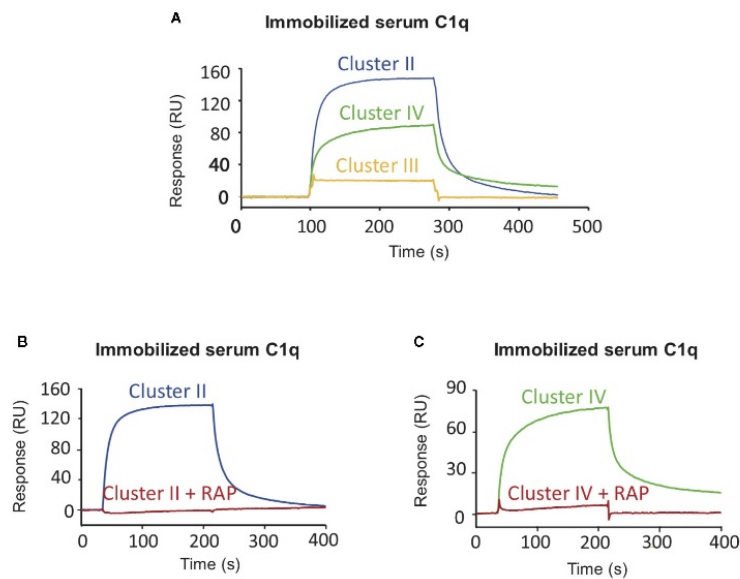 A
Immobilized serum C1q
Response (RU)
160
120
80
40
0
Cluster II
Cluster IV
Cluster III
0 100 200 300 400 500
Time (s)
B
Immobilized serum C1q
Response (RU)
160
120
80
40
0
Cluster II
Cluster II + RAP
0 100 200 300 400
Time (s)
C
Immobilized serum C1q
Response (RU)
90
60
30
0
Cluster IV
Cluster IV + RAP
0 100 200 300 400
Time (s)